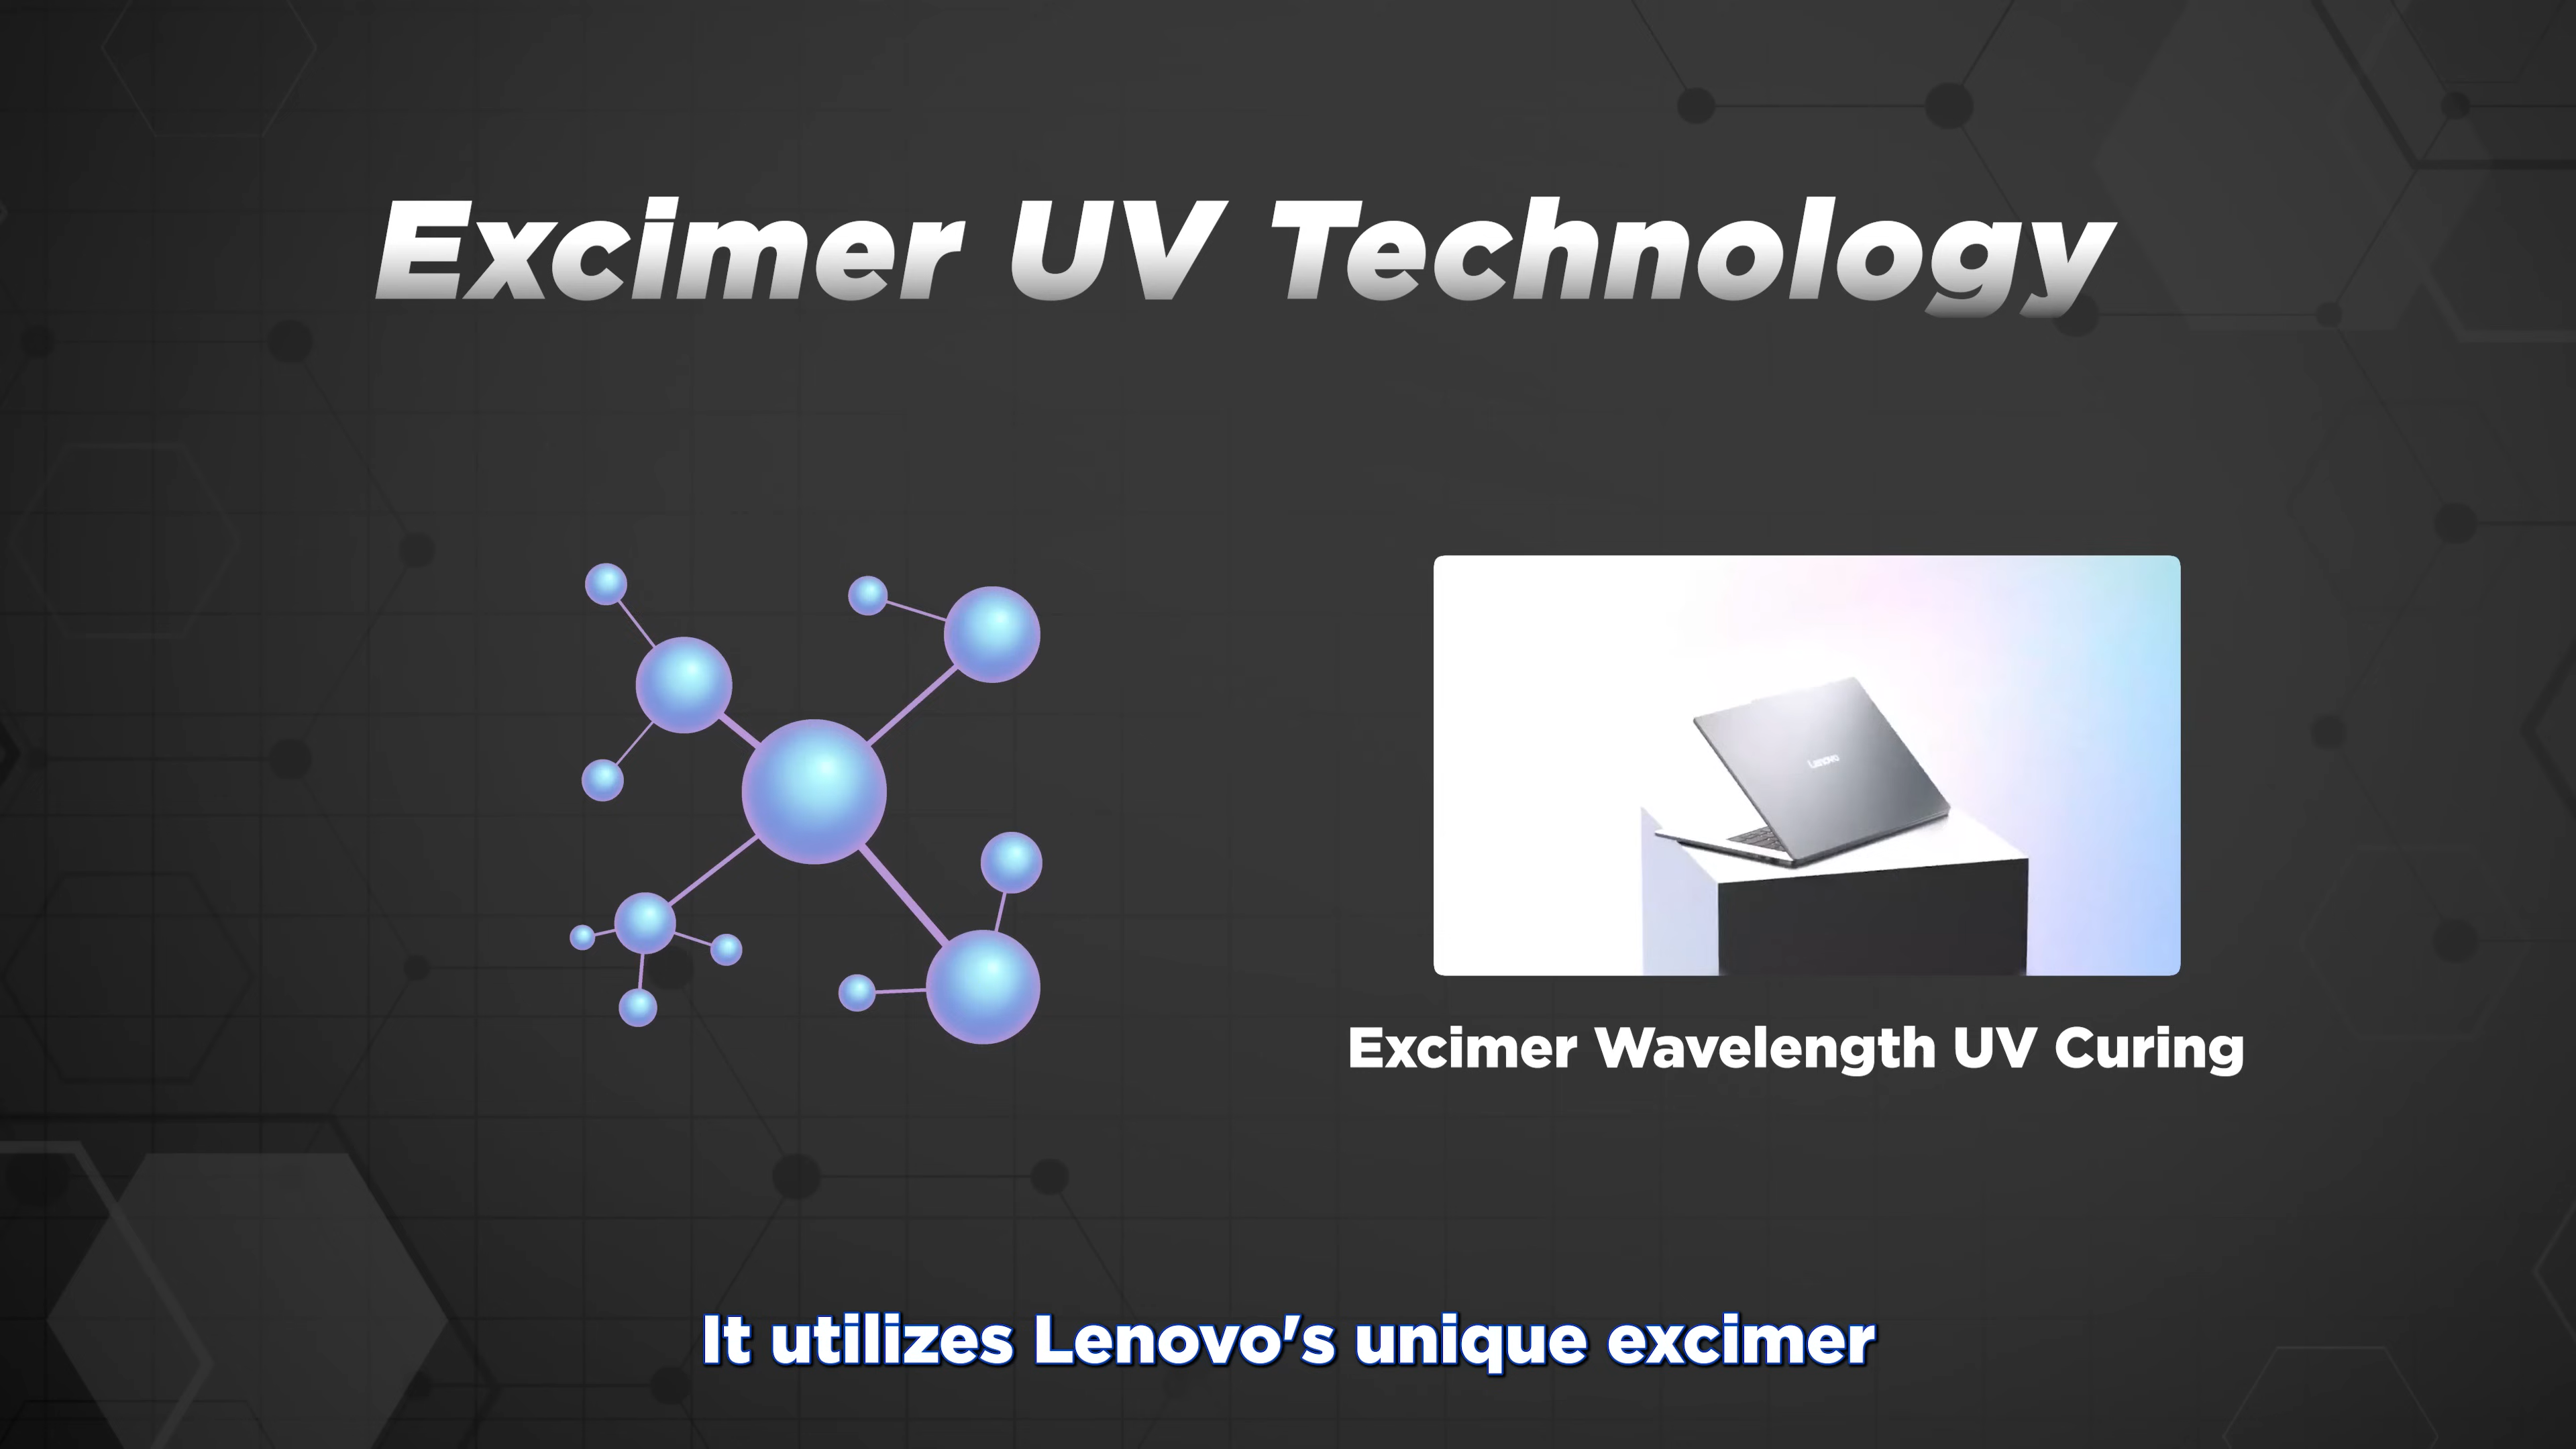 Excimer UV Technology
Lenovo
Excimer Wavelength UV Curing
It utilizes Lenovo's unique excimer